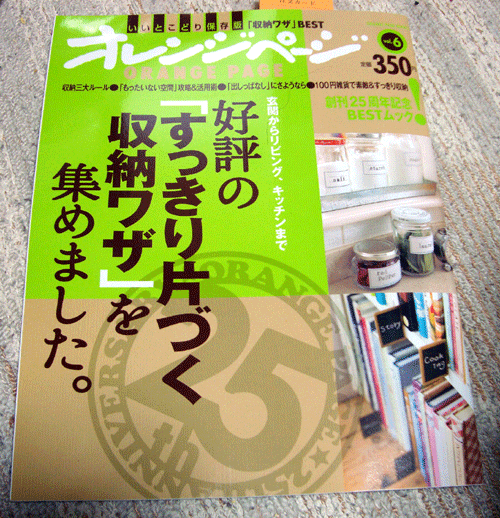 いいとこどり保存版「収納ワザ」BEST
オレンジページ
ORANGE PAGE
vol.6
定価350円
収納三大ルール●「もったいない空間」攻略&活用術●「出しっぱなし」にさようなら●100円雑貨で素敵&すっきり収納
創刊25周年記念
BESTムック
玄関からリビング、キッチンまで
好評の
「すっきり片づく
収納ワザ」を
集めました。
25th
ORANGE PAGE
salt
Story
Cook